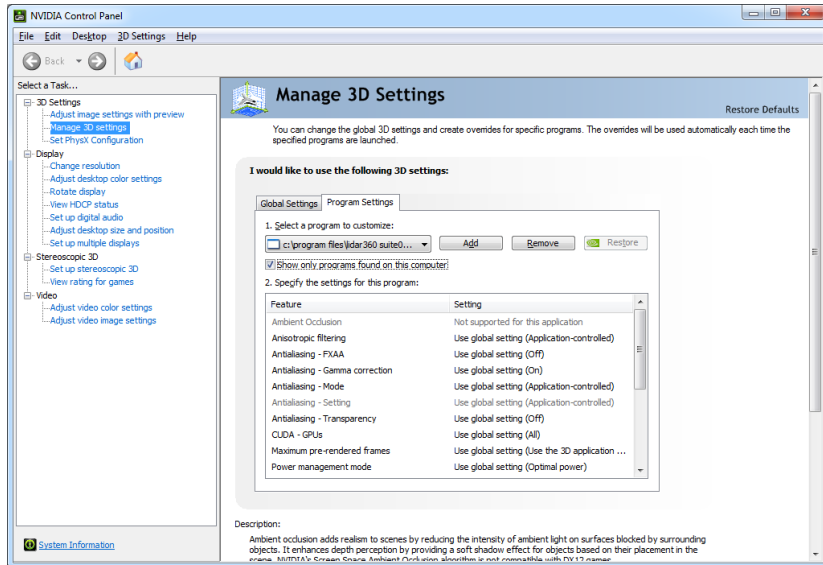 NVIDIA Control Panel
File Edit Desktop 3D Settings Help
Back
Select a Task...
3D Settings
Adjust image settings with preview
Manage 3D settings
Set PhysX Configuration
Display
Change resolution
Adjust desktop color settings
Rotate display
View HDCP status
Set up digital audio
Adjust desktop size and position
Set up multiple displays
Stereoscopic 3D
Set up stereoscopic 3D
View rating for games
Video
Adjust video color settings
Adjust video image settings
System Information
Manage 3D Settings
Restore Defaults
You can change the global 3D settings and create overrides for specific programs. The overrides will be used automatically each time the
specified programs are launched.
I would like to use the following 3D settings:
Global Settings Program Settings
1. Select a program to customize:
c:\program files\lidar360 suite0... Add Remove Restore
Show only programs found on this computer
2. Specify the settings for this program:
Feature Setting
Ambient Occlusion Not supported for this application
Anisotropic filtering Use global setting (Application-controlled)
Antialiasing - FXAA Use global setting (Off)
Antialiasing - Gamma correction Use global setting (On)
Antialiasing - Mode Use global setting (Application-controlled)
Antialiasing - Setting Use global setting (Application-controlled)
Antialiasing - Transparency Use global setting (Off)
CUDA - GPUs Use global setting (All)
Maximum pre-rendered frames Use global setting (Use the 3D application ...
Power management mode Use global setting (Optimal power)
Description:
Ambient occlusion adds realism to scenes by reducing the intensity of ambient light on surfaces blocked by surrounding
objects. It enhances depth perception by providing a soft shadow effect for objects based on their placement in the
scene. NVIDIA's Screen Space Ambient Occlusion algorithm is not compatible with DX12 games.